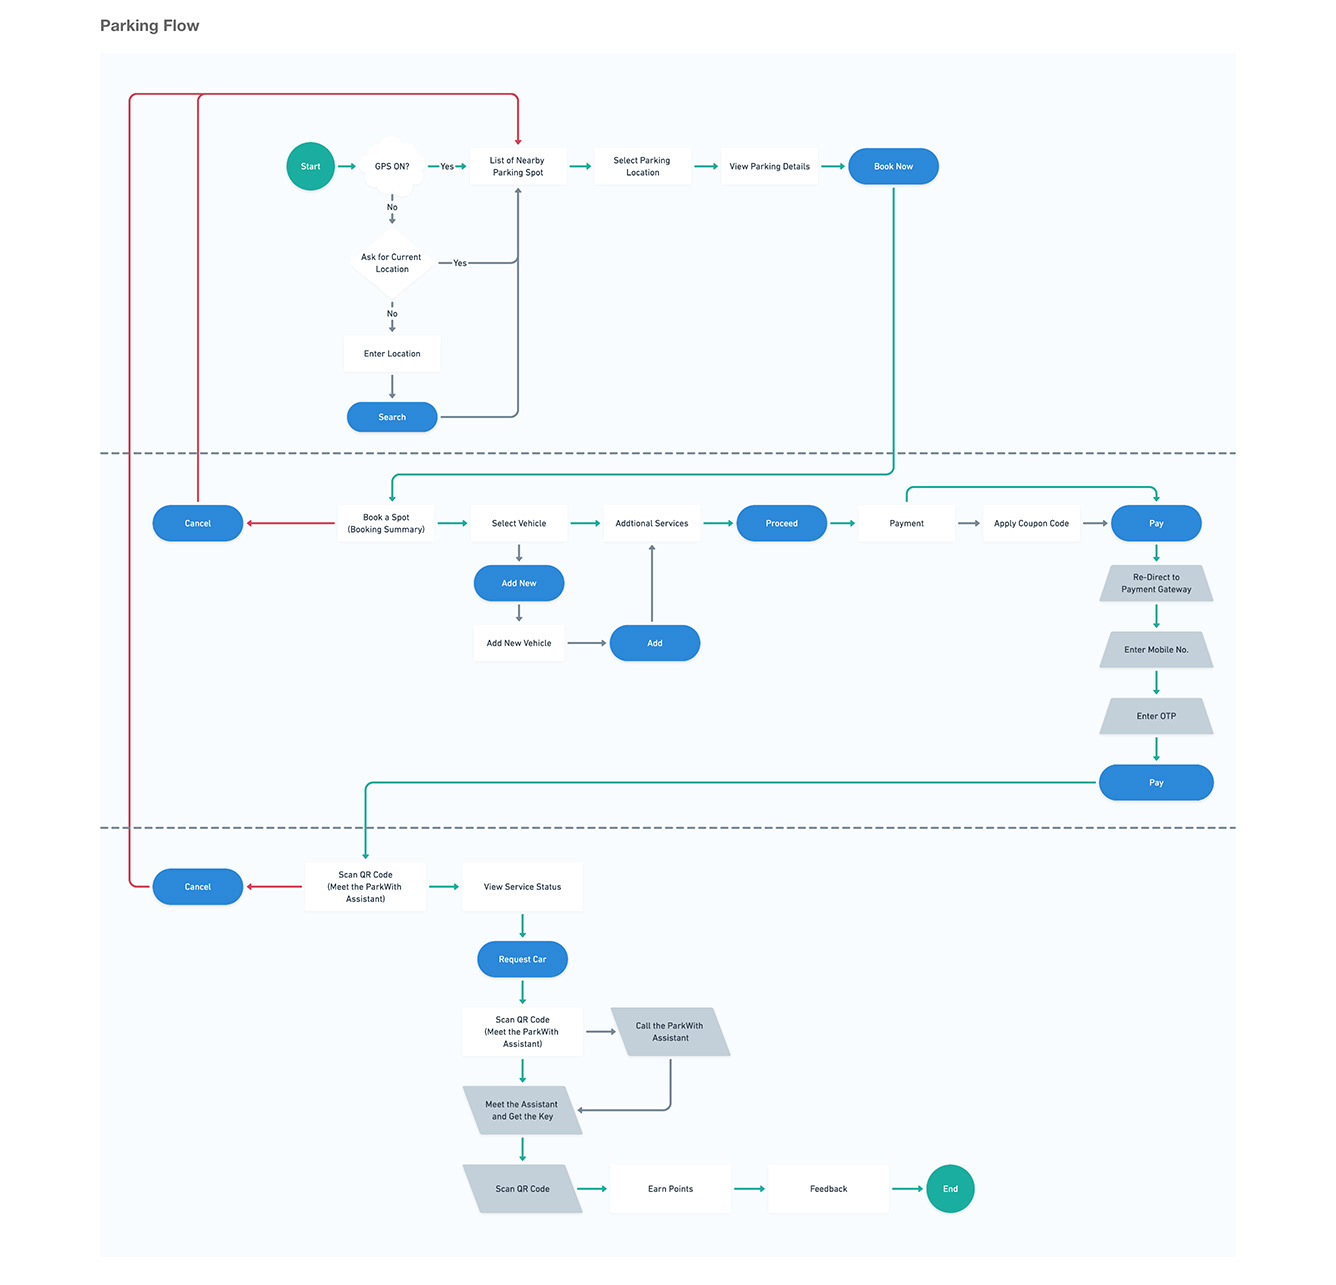 Parking Flow
Start
GPS ON?
Yes
List of Nearby
Parking Spot
Select Parking
Location
View Parking Details
Book Now
No
Ask for Current
Location
Yes
No
Enter Location
Search
Cancel
Book a Spot
(Booking Summary)
Select Vehicle
Addtional Services
Proceed
Payment
Apply Coupon Code
Pay
Add New
Re-Direct to
Payment Gateway
Add New Vehicle
Add
Enter Mobile No.
Enter OTP
Pay
Cancel
Scan QR Code
(Meet the ParkWith
Assistant)
View Service Status
Request Car
Scan QR Code
(Meet the ParkWith
Assistant)
Call the ParkWith
Assistant
Meet the Assistant
and Get the Key
Scan QR Code
Earn Points
Feedback
End